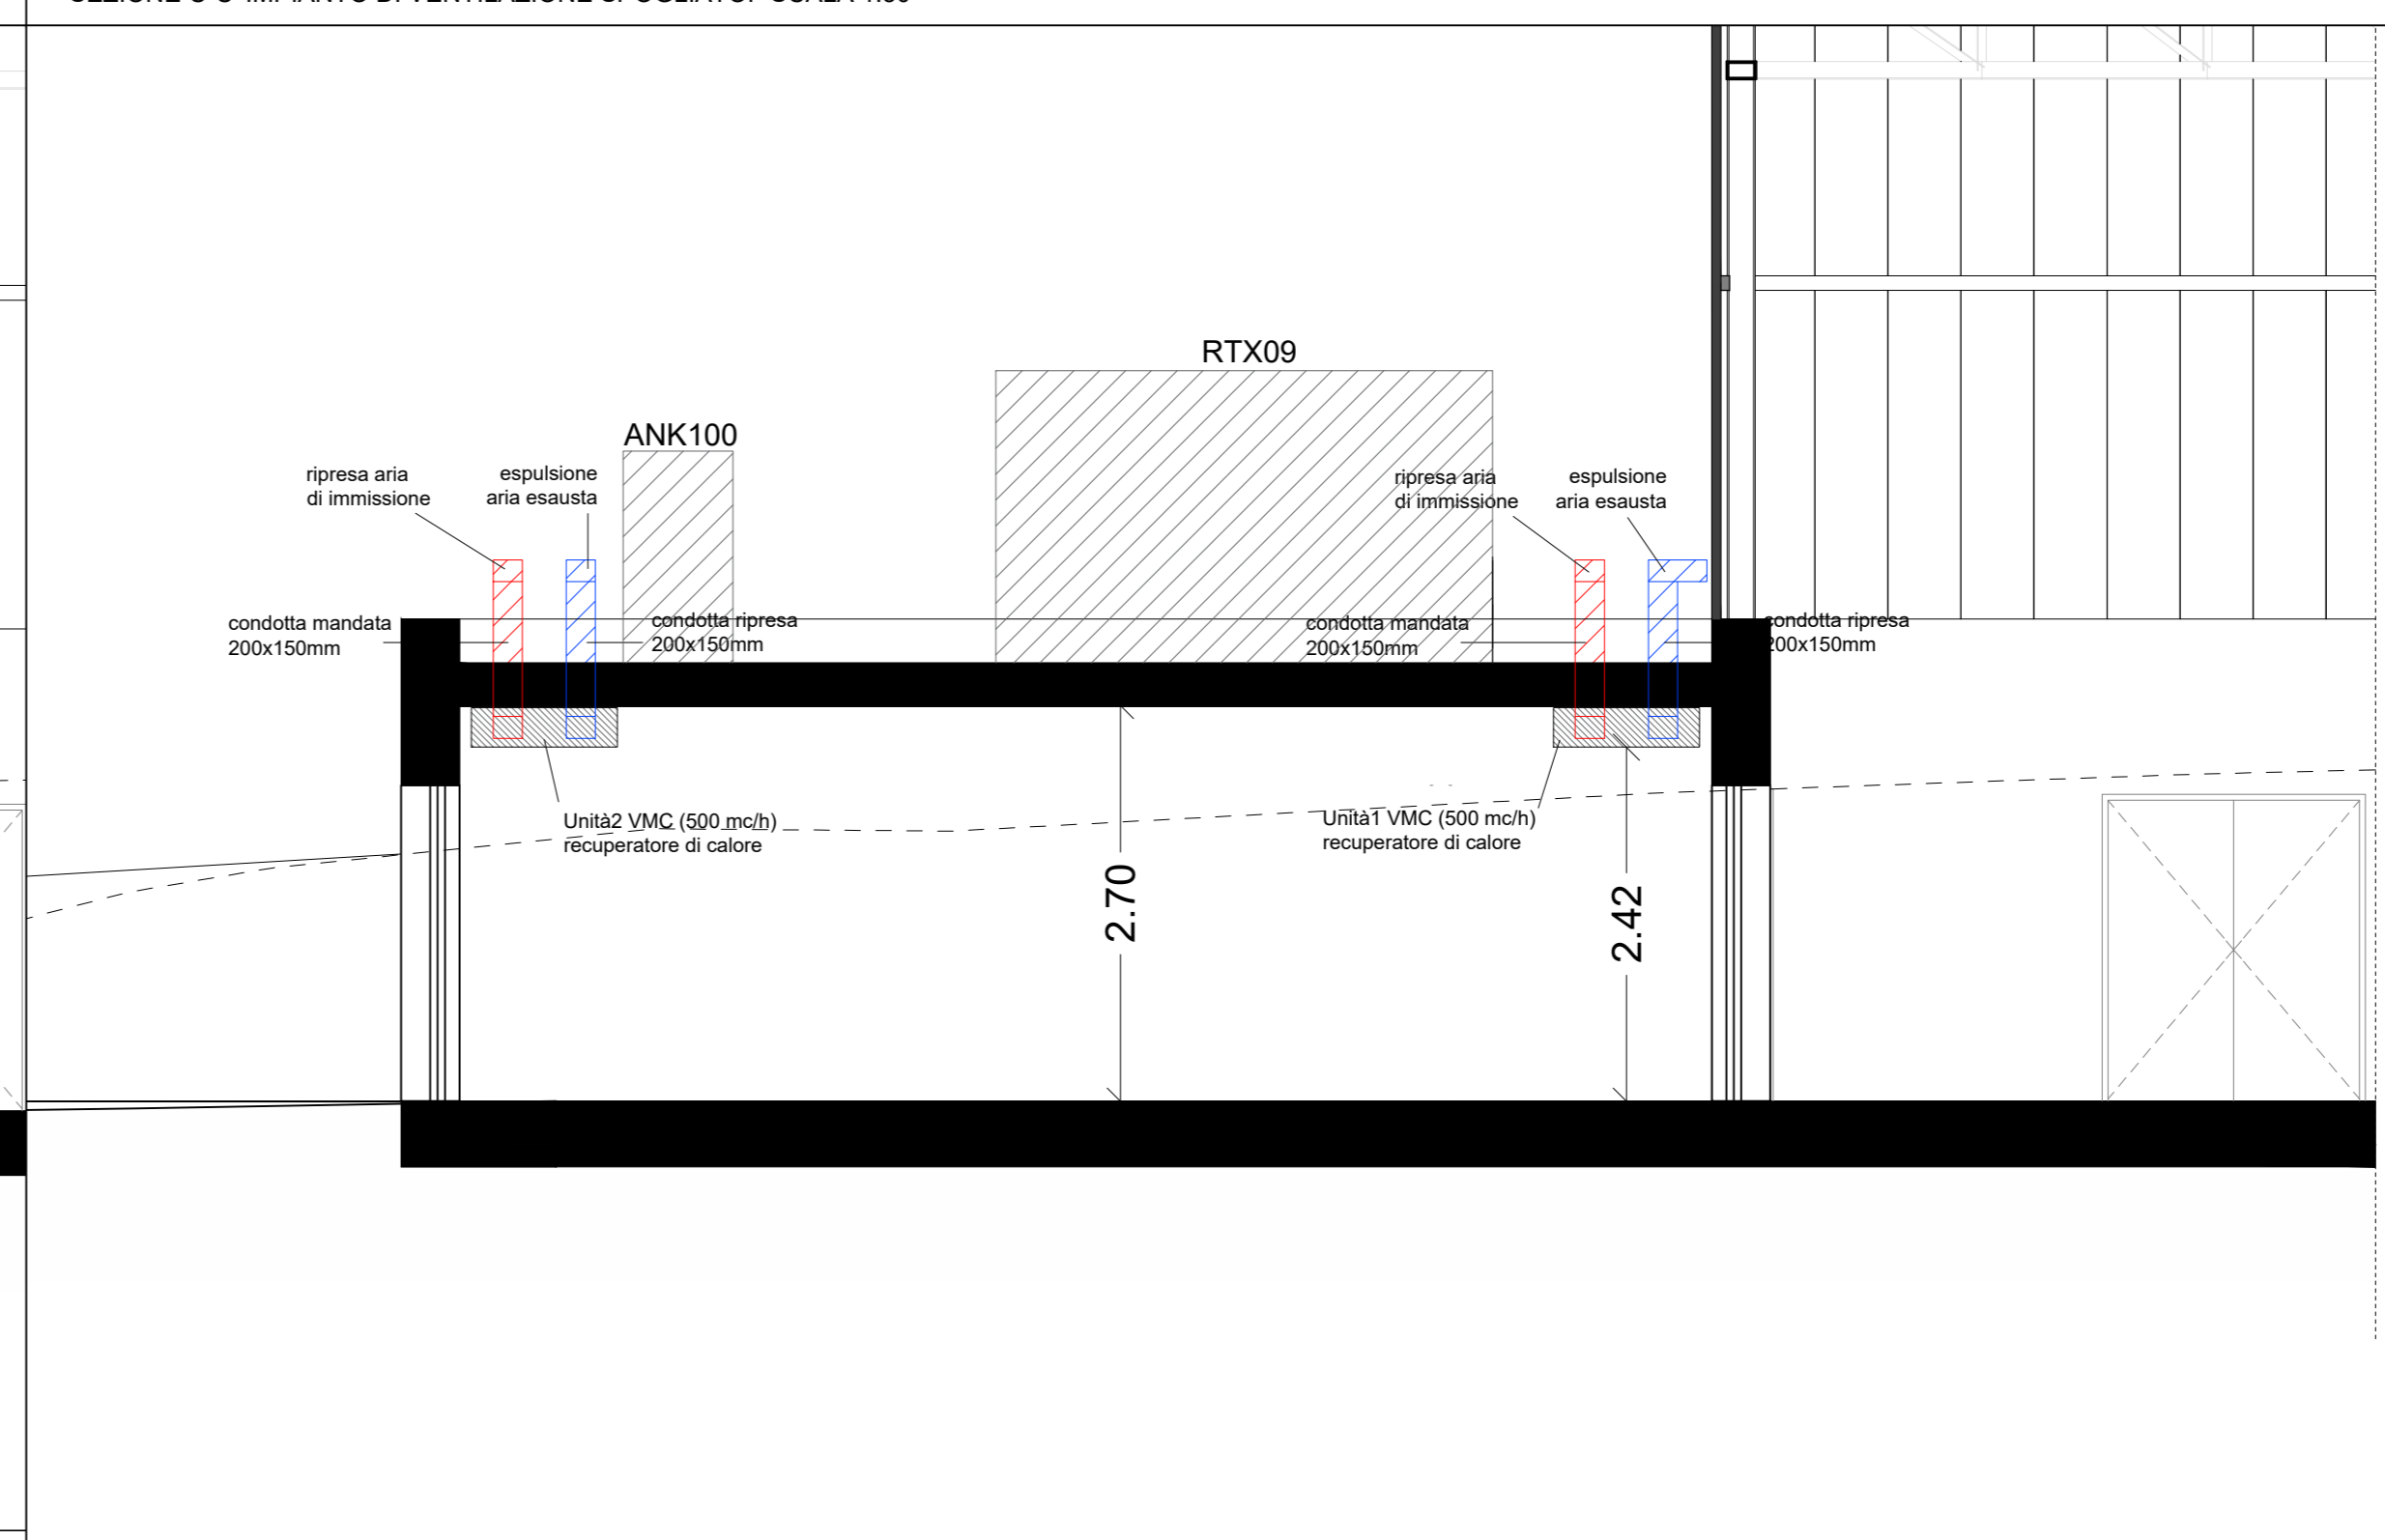 RTX09
ANK100
ripresa aria
di immissione
espulsione
aria esausta
ripresa aria
di immissione
espulsione
aria esausta
condotta mandata
200x150mm
condotta ripresa
200x150mm
condotta mandata
200x150mm
condotta ripresa
200x150mm
Unità2 VMC (500 mc/h)
recuperatore di calore
Unità1 VMC (500 mc/h)
recuperatore di calore
2.70
2.42